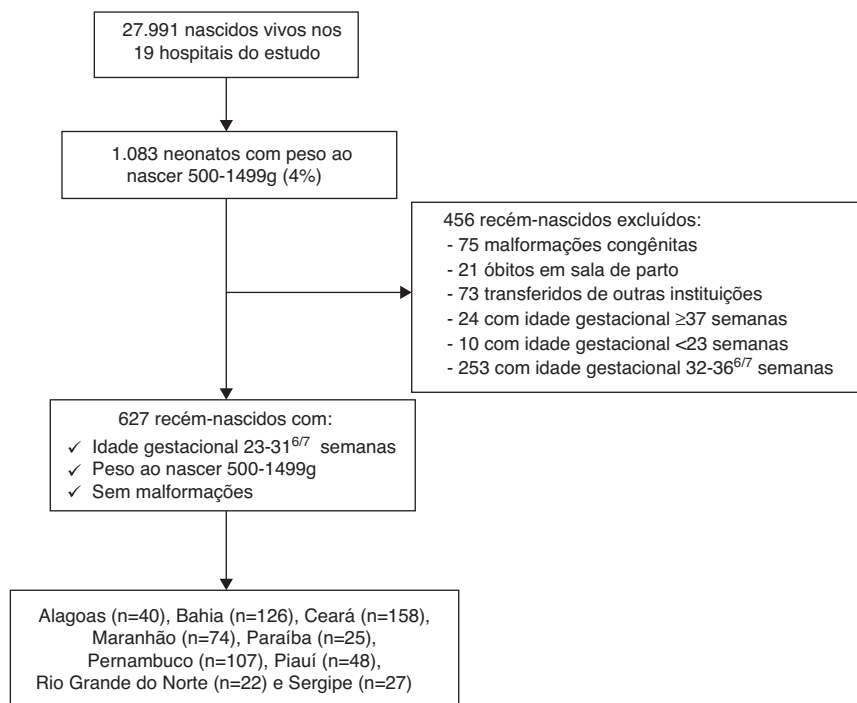 27.991 nascidos vivos nos
19 hospitais do estudo
1.083 neonatos com peso ao
nascer 500-1499g (4%)
456 recém-nascidos excluídos:
- 75 malformações congênitas
- 21 óbitos em sala de parto
- 73 transferidos de outras instituições
- 24 com idade gestacional ≥37 semanas
- 10 com idade gestacional <23 semanas
- 253 com idade gestacional 32-36⁶/⁷ semanas
627 recém-nascidos com:
✓ Idade gestacional 23-31⁶/⁷ semanas
✓ Peso ao nascer 500-1499g
✓ Sem malformações
Alagoas (n=40), Bahia (n=126), Ceará (n=158),
Maranhão (n=74), Paraíba (n=25),
Pernambuco (n=107), Piauí (n=48),
Rio Grande do Norte (n=22) e Sergipe (n=27)